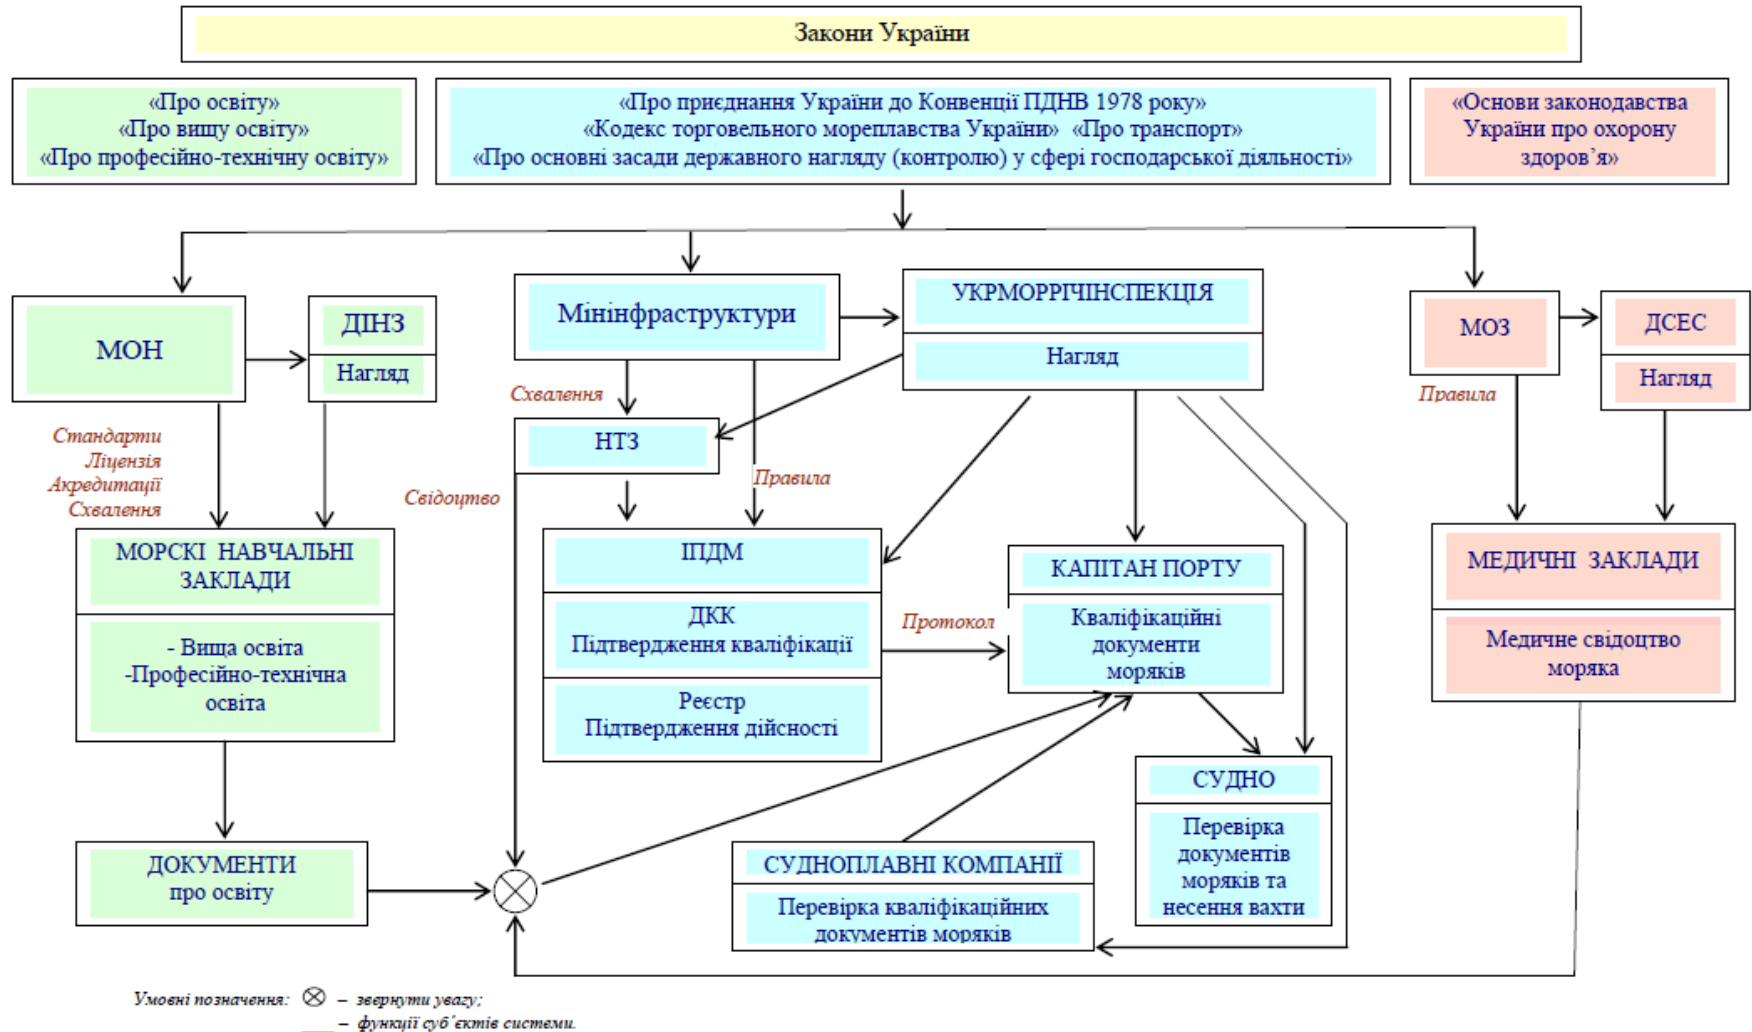 Закони України
«Про освіту»
«Про вищу освіту»
«Про професійно-технічну освіту»
«Про приєднання України до Конвенції ПДНВ 1978 року»
«Кодекс торговельного мореплавства України» «Про транспорт»
«Про основні засади державного нагляду (контролю) у сфері господарської діяльності»
«Основи законодавства
України про охорону
здоров’я»
МОН
ДІНЗ
Нагляд
Мінінфраструктури
УКРМОРРІЧІНСПЕКЦІЯ
Нагляд
МОЗ
ДСЕС
Нагляд
Схвалення
Правила
Стандарти
Ліцензія
Акредитації
Схвалення
Свідоцтво
НТЗ
Правила
МОРСКІ НАВЧАЛЬНІ
ЗАКЛАДИ
- Вища освіта
-Професійно-технічна
освіта
ІПДМ
ДКК
Підтвердження кваліфікації
Реєстр
Підтвердження дійсності
Протокол
КАПІТАН ПОРТУ
Кваліфікаційні
документи
моряків
МЕДИЧНІ ЗАКЛАДИ
Медичне свідоцтво
моряка
СУДНО
Перевірка
документів
моряків та
несення вахти
ДОКУМЕНТИ
про освіту
СУДНОПЛАВНІ КОМПАНІЇ
Перевірка кваліфікаційних
документів моряків
Умовні позначення: ⊗ – звернути увагу;
___ – функції суб’єктів системи.